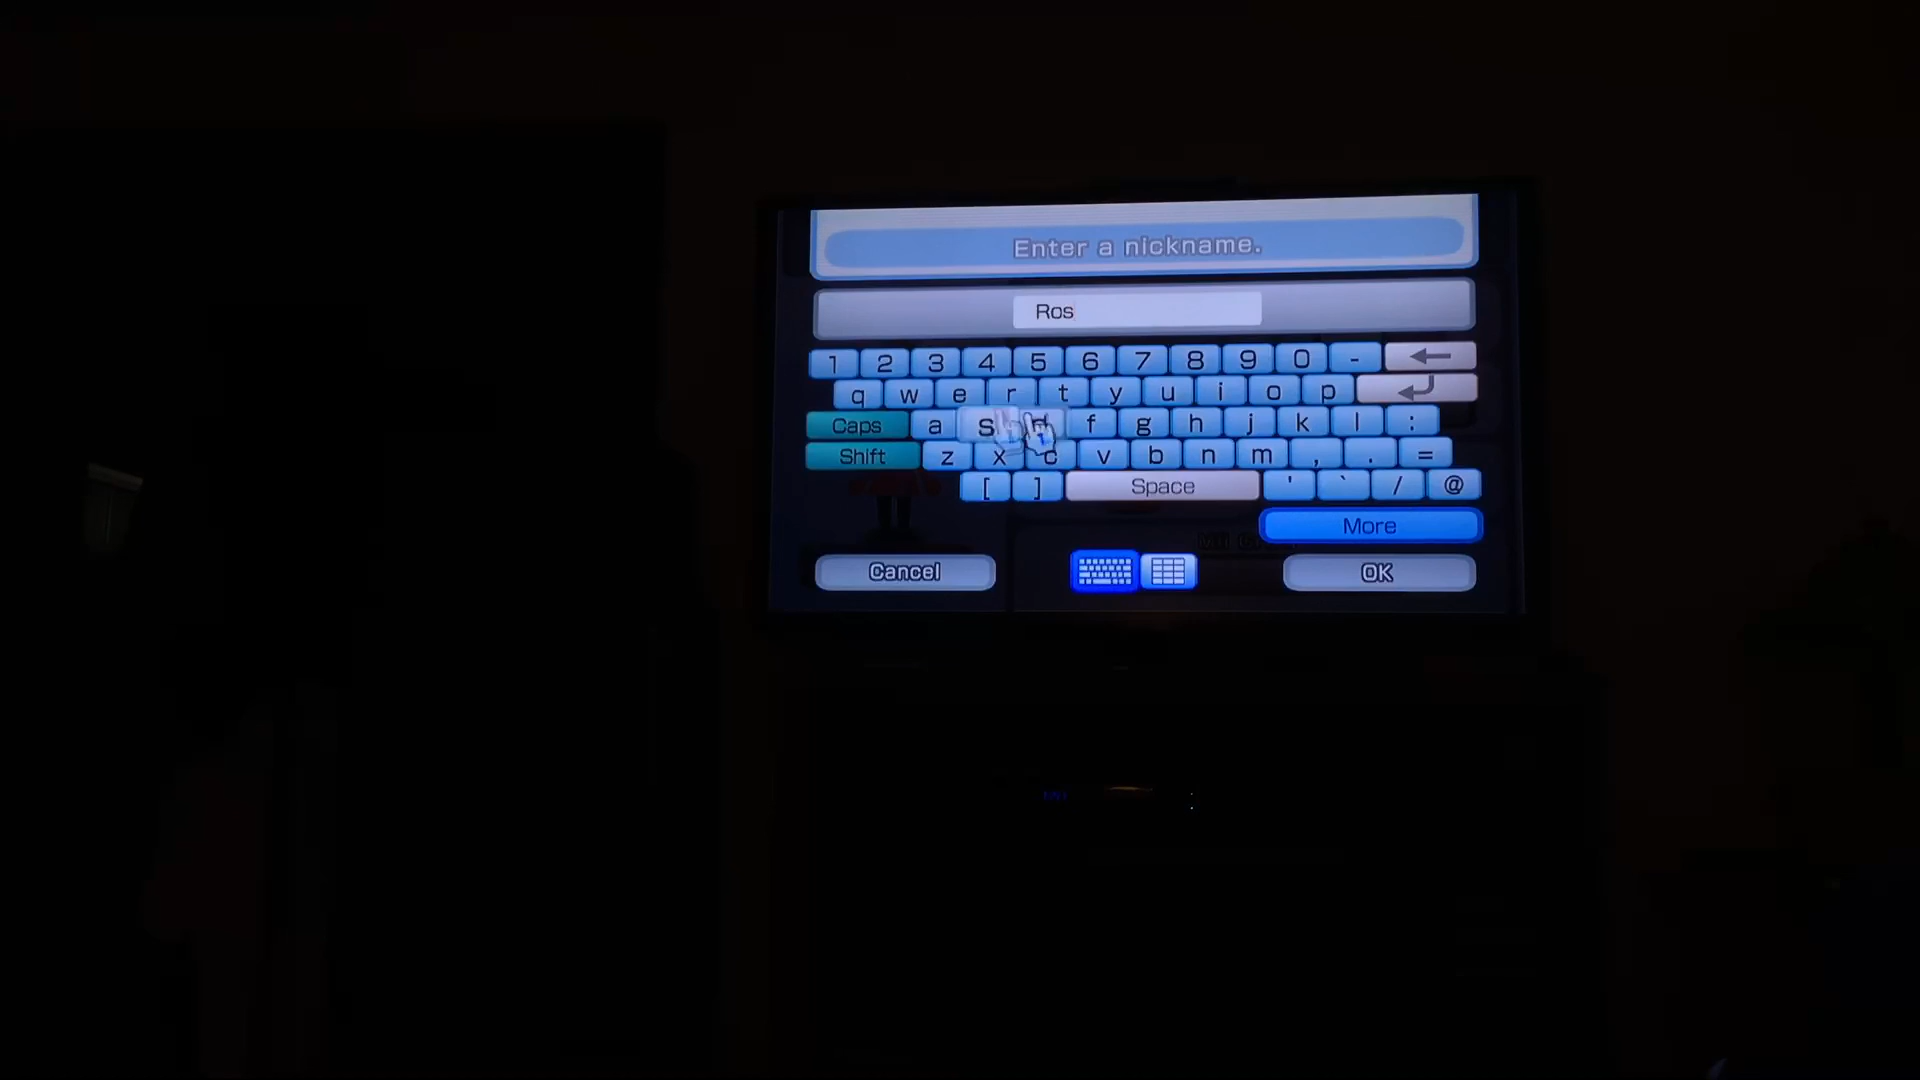 Enter a nickname.
Ros
1 2 3 4 5 6 7 8 9 0 -
q w e r t y u i o p
Caps a s f g h j k l :
Shift z x c v b n m , . =
[ ] Space ' ` / @
More
Cancel OK